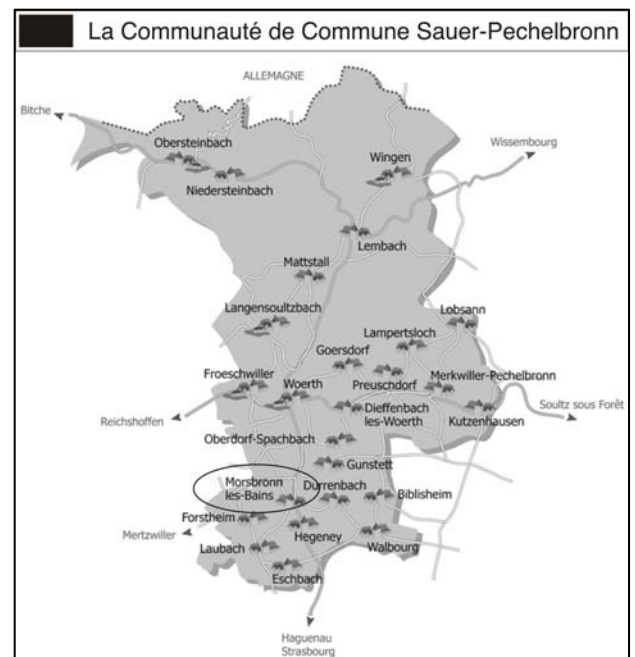 La Communauté de Commune Sauer-Pechelbronn
ALLEMAGNE
Bitche
Obersteinbach
Wingen
Wissembourg
Niedersteinbach
Lembach
Mattstall
Langensoultzbach
Lobsann
Lampertsloch
Goersdorf
Froeschwiller
Woerth
Preuschdorf
Merkwiller-Pechelbronn
Reichshoffen
Dieffenbach
les-Woerth
Kutzenhausen
Soultz sous Forêt
Oberdorf-Spachbach
Gunstett
Morsbronn
les-Bains
Durrenbach
Biblisheim
Forstheim
Mertzwiller
Hegeney
Walbourg
Laubach
Eschbach
Haguenau
Strasbourg